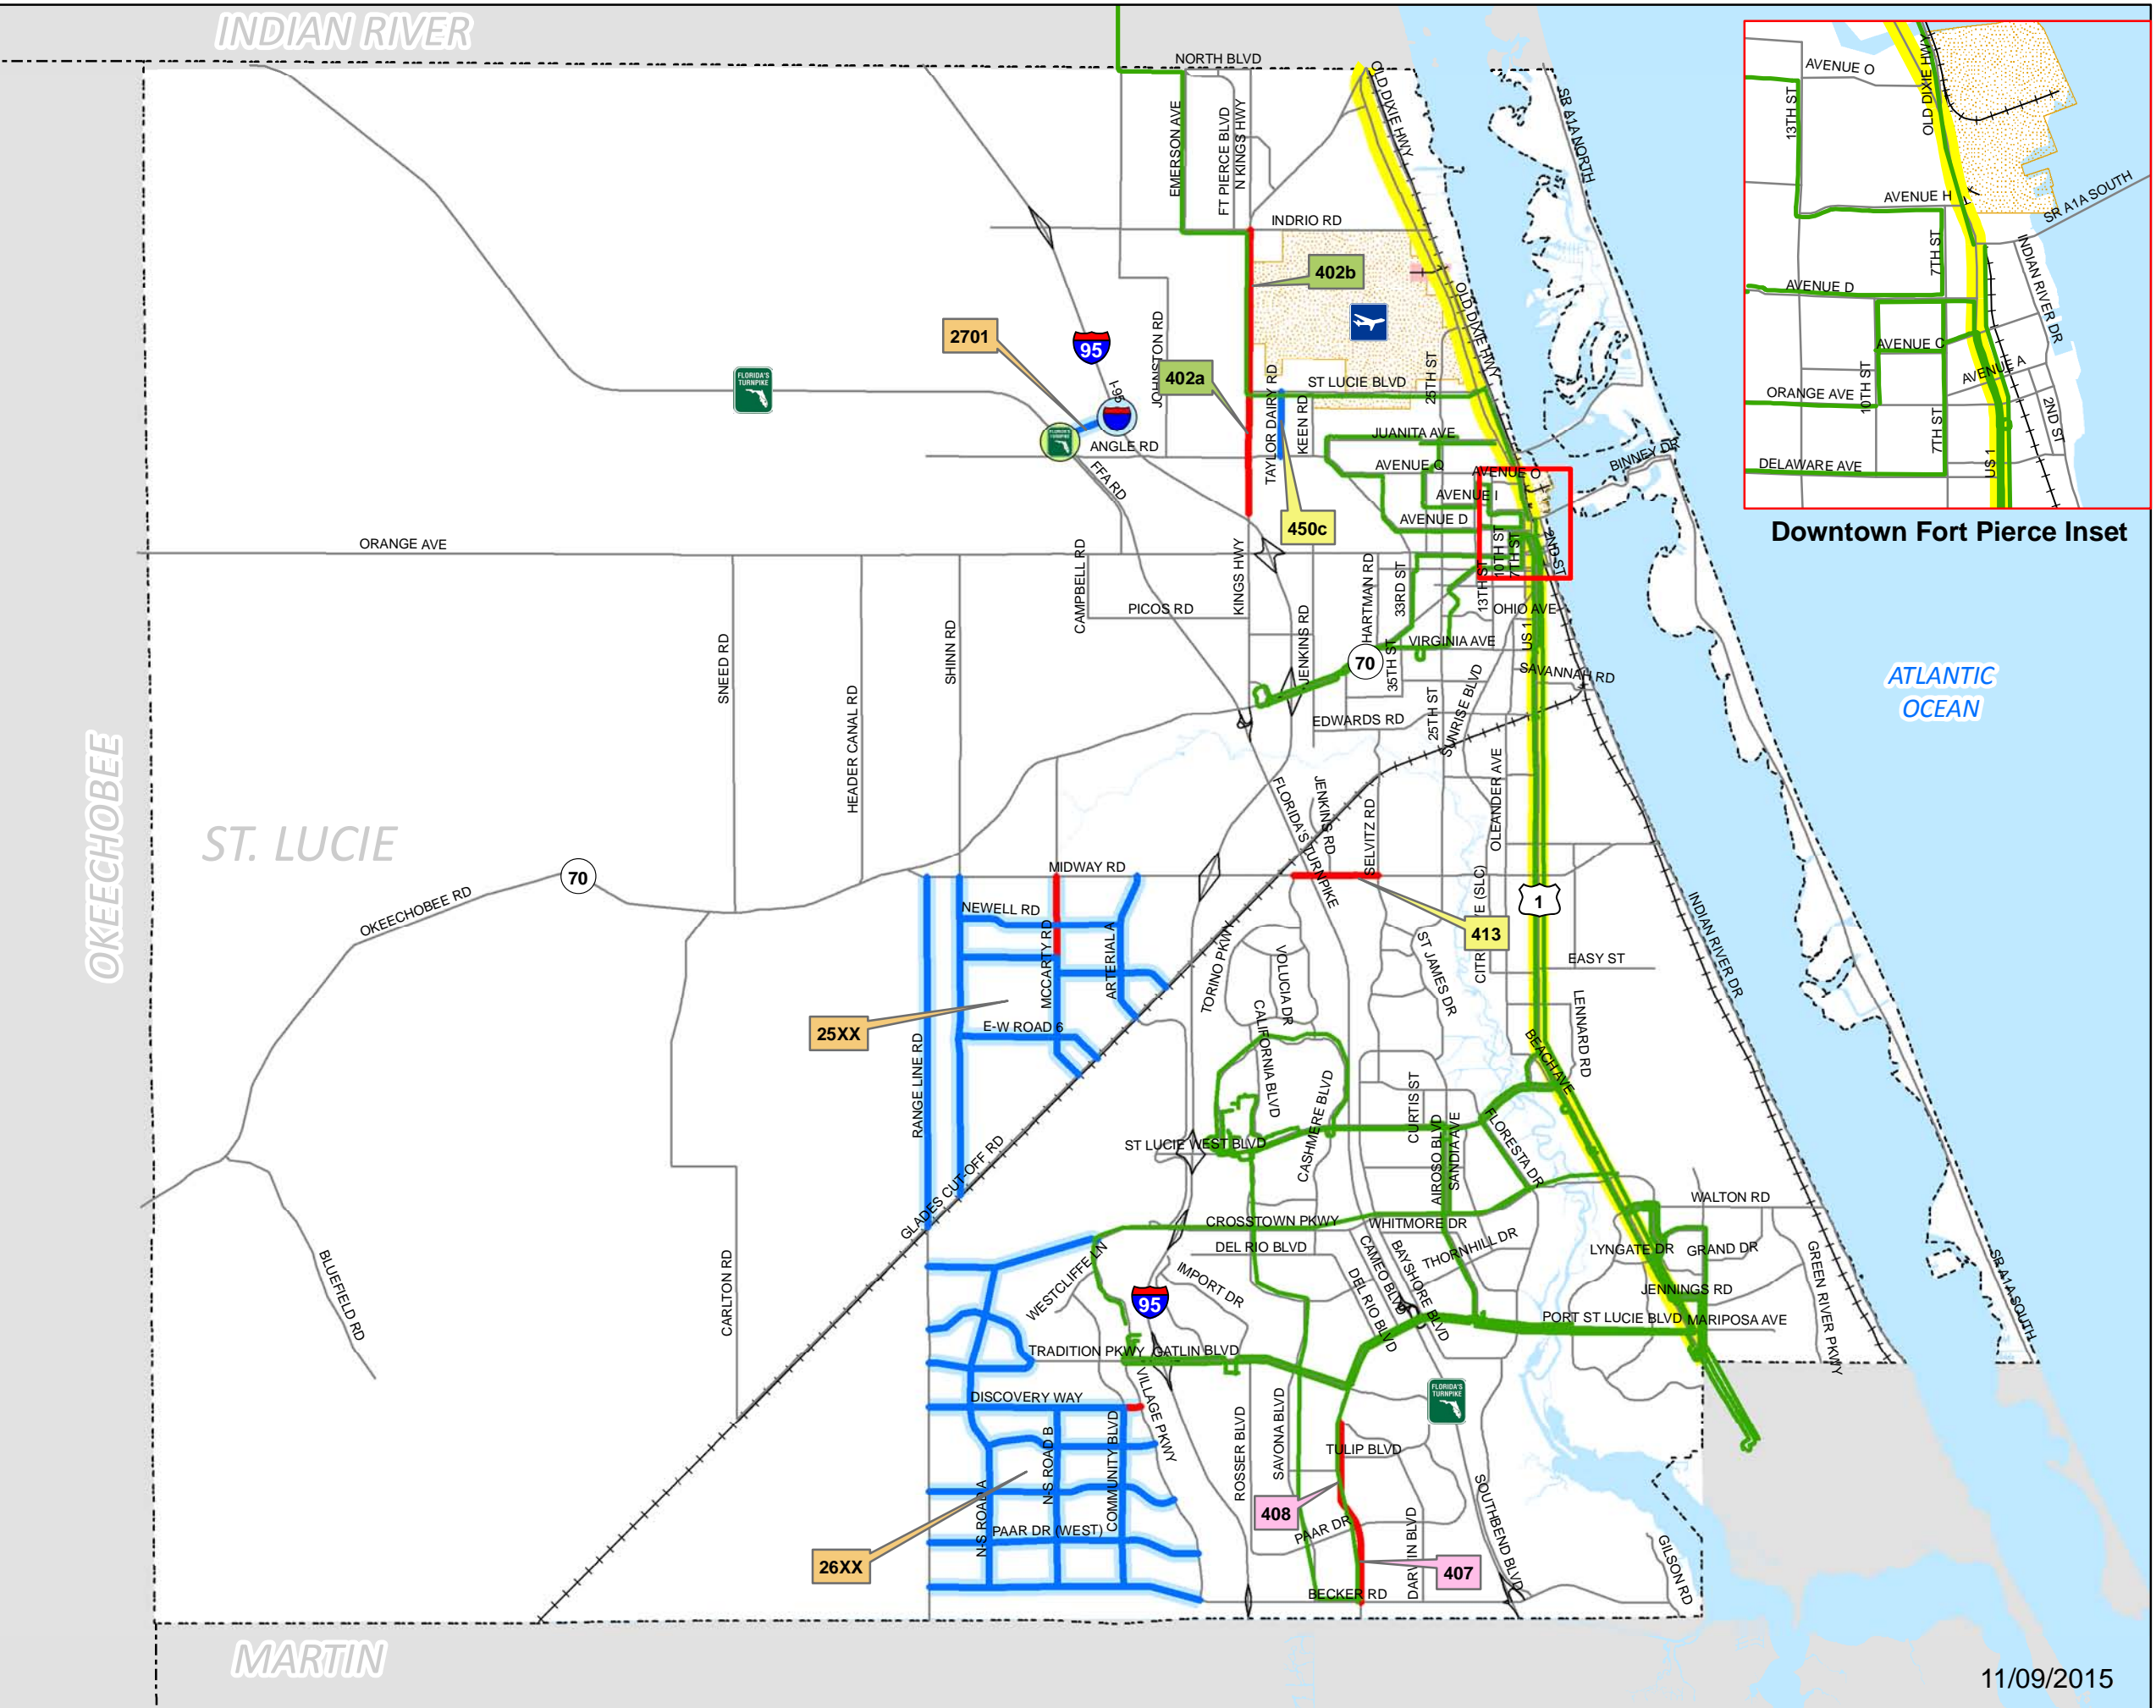 INDIAN RIVER
NORTH BLVD
OLD DIXIE HWY
SR A1A NORTH
EMERSON AVE
FT PIERCE BLVD
N KINGS HWY
INDRIO RD
402b
2701
95
I-95
JOHNSTON RD
402a
FLORIDA'S
TURNPIKE
TAYLOR DAIRY RD
ST LUCIE BLVD
KEEN RD
25TH ST
OLD DIXIE HWY
FLORIDA'S
TURNPIKE
ANGLE RD
FFA RD
JUANITA AVE
AVENUE Q
AVENUE O
AVENUE I
AVENUE D
BINNEY DR
450c
ORANGE AVE
CAMPBELL RD
KINGS HWY
PICOS RD
JENKINS RD
HARTMAN RD
33RD ST
13TH ST
10TH ST
7TH ST
2ND ST
OHIO AVE
VIRGINIA AVE
US 1
70
35TH ST
SAVANNAH RD
SNEED RD
SHINN RD
HEADER CANAL RD
EDWARDS RD
25TH ST
SUNRISE BLVD
OLEANDER AVE
ATLANTIC
OCEAN
OKEECHOBEE
ST. LUCIE
70
OKEECHOBEE RD
MIDWAY RD
FLORIDA'S TURNPIKE
JENKINS RD
SELVITZ RD
413
1
NEWELL RD
MCCARTY RD
ARTERIAL A
TORINO PKWY
VOLUCIA DR
ST JAMES DR
EASY ST
LENNARD RD
INDIAN RIVER DR
25XX
E-W ROAD 6
RANGE LINE RD
CALIFORNIA BLVD
CASHMERE BLVD
CURTIS ST
BEACH AVE
GLADES CUT-OFF RD
ST LUCIE WEST BLVD
AIROSO BLVD
SANDIA AVE
FLORESTA DR
WALTON RD
CROSSTOWN PKWY
WHITMORE DR
DEL RIO BLVD
THORNHILL DR
LYNGATE DR
GRAND DR
BLUEFIELD RD
CARLTON RD
WESTCLIFFE LN
IMPORT DR
95
CAMEO BLVD
BAYSHORE BLVD
DEL RIO BLVD
JENNINGS RD
PORT ST LUCIE BLVD
MARIPOSA AVE
GREEN RIVER PKWY
SR A1A SOUTH
TRADITION PKWY
GATLIN BLVD
DISCOVERY WAY
VILLAGE PKWY
FLORIDA'S
TURNPIKE
N-S ROAD A
N-S ROAD B
COMMUNITY BLVD
ROSSER BLVD
SAVONA BLVD
TULIP BLVD
408
PAAR DR
PAAR DR (WEST)
26XX
407
DARWIN BLVD
SOUTHBEND BLVD
GILSON RD
BECKER RD
MARTIN
11/09/2015
AVENUE O
13TH ST
OLD DIXIE HWY
AVENUE H
SR A1A SOUTH
7TH ST
INDIAN RIVER DR
AVENUE D
AVENUE C
AVENUE A
ORANGE AVE
10TH ST
7TH ST
2ND ST
DELAWARE AVE
US 1
Downtown Fort Pierce Inset